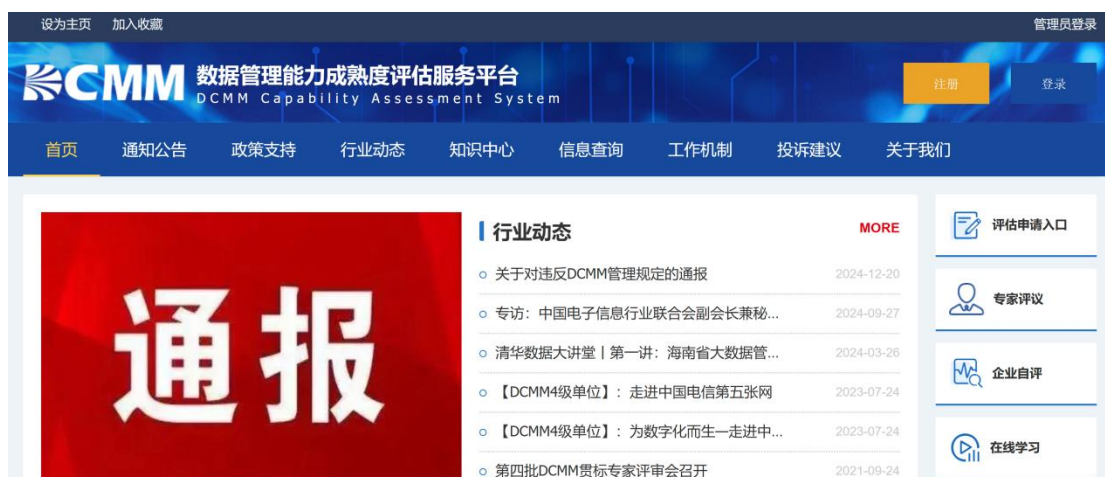 设为主页 加入收藏 管理员登录
CMM 数据管理能力成熟度评估服务平台
DCMM Capability Assessment System
注册 登录
首页 通知公告 政策支持 行业动态 知识中心 信息查询 工作机制 投诉建议 关于我们
通报
行业动态 MORE
关于对违反DCMM管理规定的通报 2024-12-20
专访：中国电子信息行业联合会副会长兼秘... 2024-09-27
清华数据大讲堂丨第一讲：海南省大数据管... 2024-03-26
【DCMM4级单位】：走进中国电信第五张网 2023-07-24
【DCMM4级单位】：为数字化而生—走进中... 2023-07-24
第四批DCMM贯标专家评审会召开 2021-09-24
评估申请入口
专家评议
企业自评
在线学习